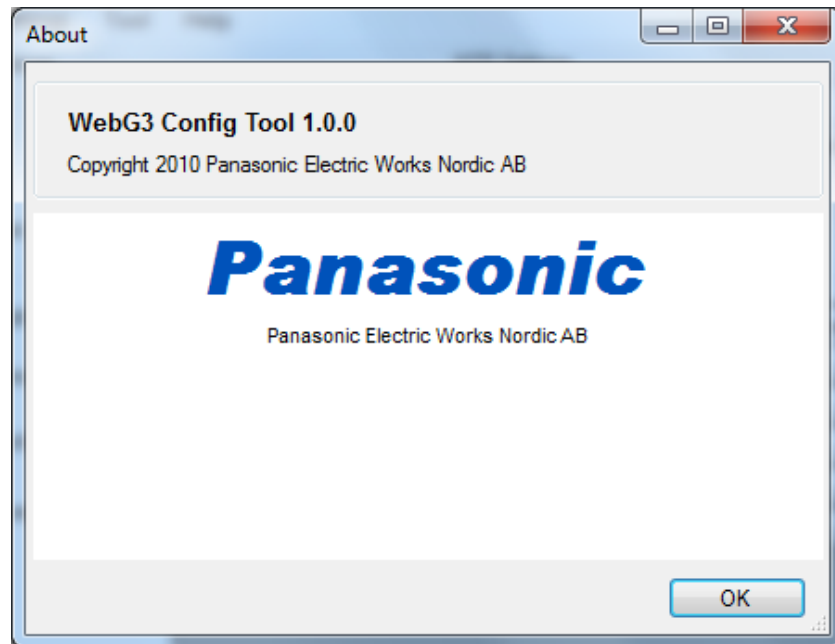 About
WebG3 Config Tool 1.0.0
Copyright 2010 Panasonic Electric Works Nordic AB
Panasonic
Panasonic Electric Works Nordic AB
OK